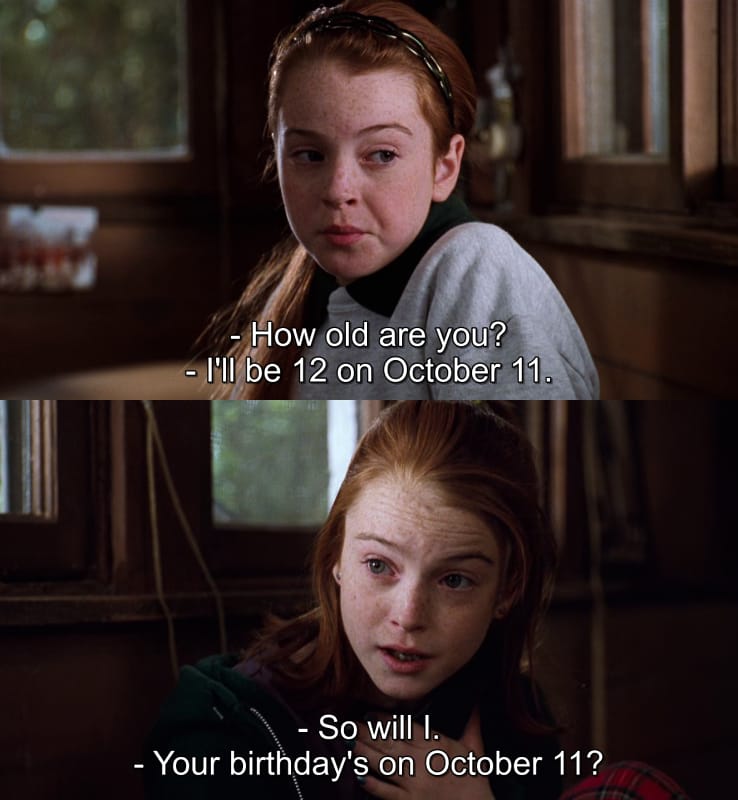 - How old are you?
- I'll be 12 on October 11.
- So will I.
- Your birthday's on October 11?